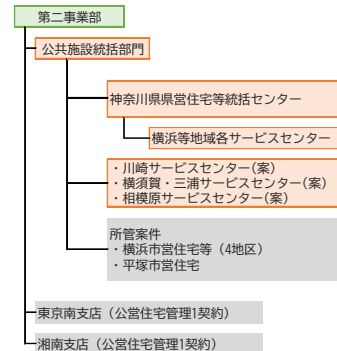 第二事業部
公共施設統括部門
神奈川県県営住宅等統括センター
横浜等地域各サービスセンター
・川崎サービスセンター(案)
・横須賀・三浦サービスセンター(案)
・相模原サービスセンター(案)
所管案件
・横浜市営住宅等（4地区）
・平塚市営住宅
東京南支店（公営住宅管理1契約）
湘南支店（公営住宅管理1契約）